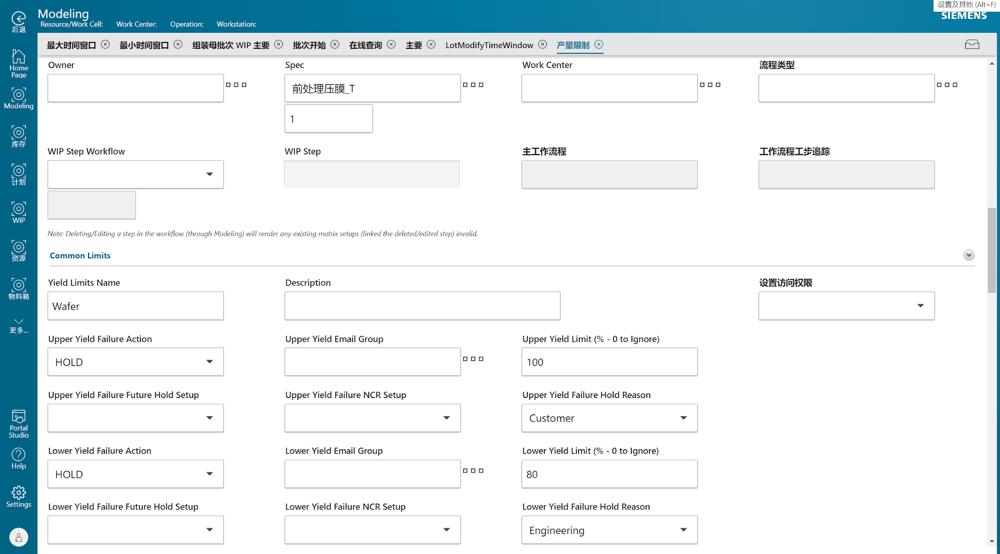 设置及其他 (Alt+F)
SIEMENS
Modeling
Resource/Work Cell: Work Center: Operation: Workstation:
后退
Home
Page
Modeling
库存
计划
WIP
资源
物料箱
更多...
Portal
Studio
Help
Settings
最大时间窗口 最小时间窗口 组装母批次 WIP 主要 批次开始 在线查询 主要 LotModifyTimeWindow 产量限制
Owner Spec Work Center 流程类型
前处理压膜_T
1
WIP Step Workflow WIP Step 主工作流程 工作流程工步追踪
Note: Deleting/Editing a step in the workflow (through Modeling) will render any existing matrix setups (linked the deleted/edited step) invalid.
Common Limits
Yield Limits Name Description 设置访问权限
Wafer
Upper Yield Failure Action Upper Yield Email Group Upper Yield Limit (% - 0 to Ignore)
HOLD 100
Upper Yield Failure Future Hold Setup Upper Yield Failure NCR Setup Upper Yield Failure Hold Reason
Customer
Lower Yield Failure Action Lower Yield Email Group Lower Yield Limit (% - 0 to Ignore)
HOLD 80
Lower Yield Failure Future Hold Setup Lower Yield Failure NCR Setup Lower Yield Failure Hold Reason
Engineering